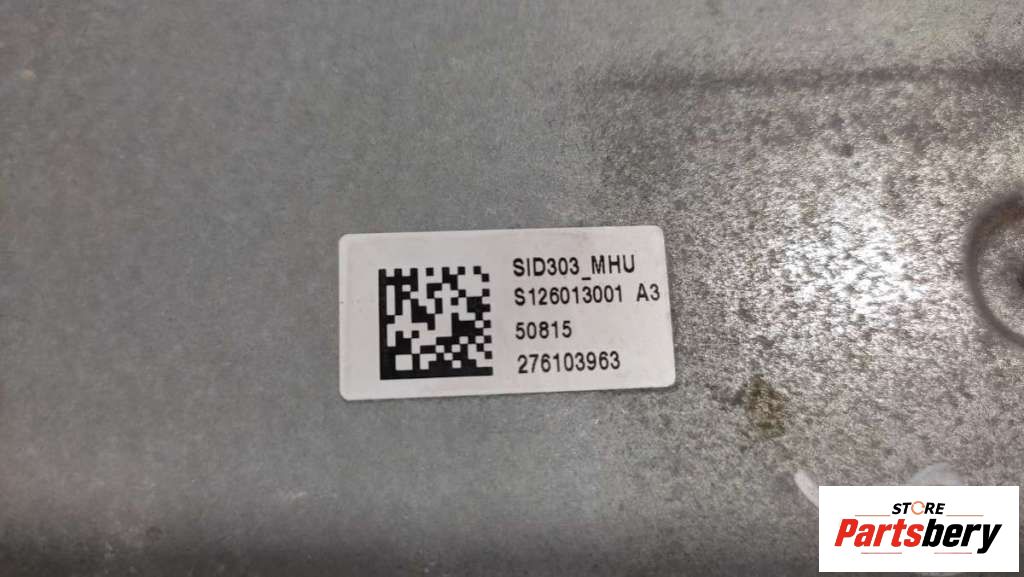 SID303_MHU
S126013001 A3
50815
276103963
STORE
Partsbery